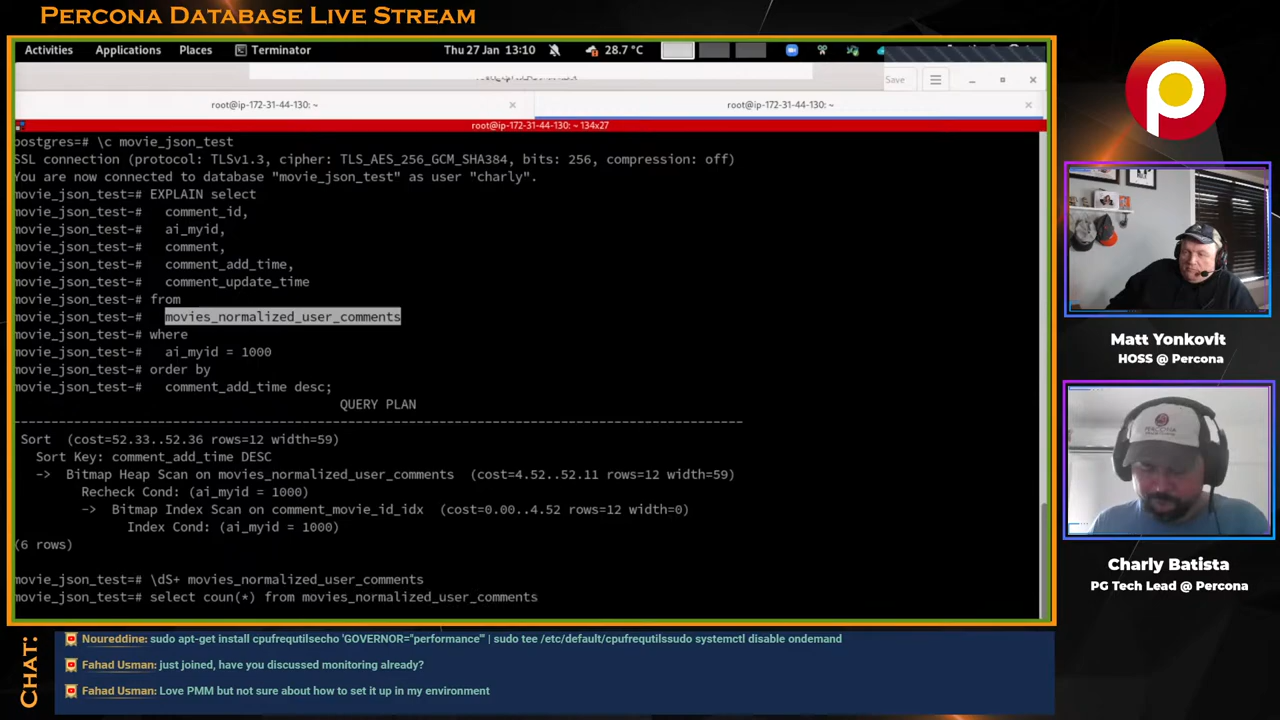 PERCONA DATABASE LIVE STREAM
Activities Applications Places Terminator Thu 27 Jan 13:10 28.7 °C
Save
root@ip-172-31-44-130: ~ root@ip-172-31-44-130: ~
root@ip-172-31-44-130: ~ 134x27
postgres=# \c movie_json_test
SSL connection (protocol: TLSv1.3, cipher: TLS_AES_256_GCM_SHA384, bits: 256, compression: off)
You are now connected to database "movie_json_test" as user "charly".
movie_json_test=# EXPLAIN select
movie_json_test-# comment_id,
movie_json_test-# ai_myid,
movie_json_test-# comment,
movie_json_test-# comment_add_time,
movie_json_test-# comment_update_time
movie_json_test-# from
movie_json_test-# movies_normalized_user_comments
movie_json_test-# where
movie_json_test-# ai_myid = 1000
movie_json_test-# order by
movie_json_test-# comment_add_time desc;
QUERY PLAN
Sort (cost=52.33..52.36 rows=12 width=59)
Sort Key: comment_add_time DESC
-> Bitmap Heap Scan on movies_normalized_user_comments (cost=4.52..52.11 rows=12 width=59)
Recheck Cond: (ai_myid = 1000)
-> Bitmap Index Scan on comment_movie_id_idx (cost=0.00..4.52 rows=12 width=0)
Index Cond: (ai_myid = 1000)
(6 rows)
movie_json_test=# \dS+ movies_normalized_user_comments
movie_json_test=# select coun(*) from movies_normalized_user_comments
Matt Yonkovit
HOSS @ Percona
Charly Batista
PG Tech Lead @ Percona
CHAT:
Noureddine: sudo apt-get install cpufrequtilsecho 'GOVERNOR="performance"' | sudo tee /etc/default/cpufrequtilssudo systemctl disable ondemand
Fahad Usman: just joined, have you discussed monitoring already?
Fahad Usman: Love PMM but not sure about how to set it up in my environment